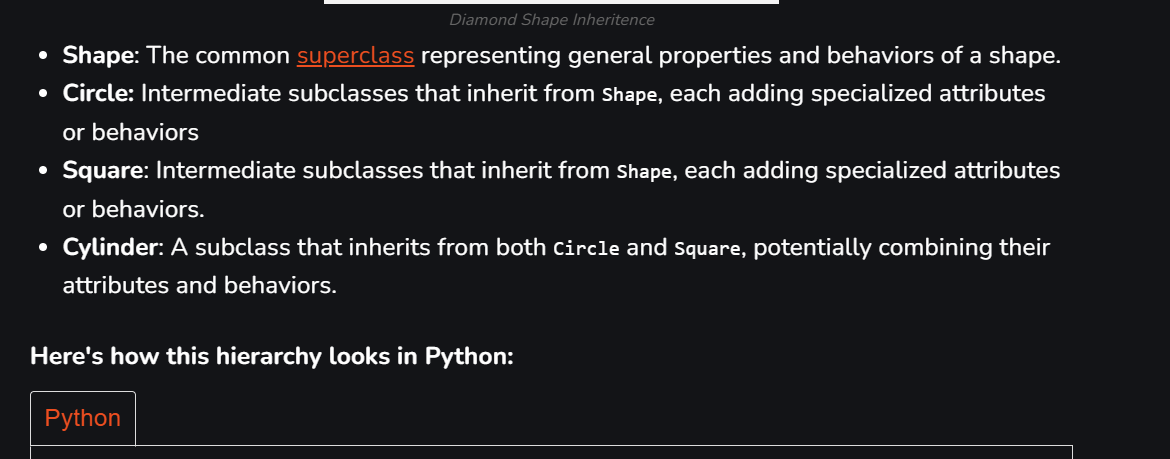 Diamond Shape Inheritence
• Shape: The common superclass representing general properties and behaviors of a shape.
• Circle: Intermediate subclasses that inherit from Shape, each adding specialized attributes
or behaviors
• Square: Intermediate subclasses that inherit from Shape, each adding specialized attributes
or behaviors.
• Cylinder: A subclass that inherits from both Circle and Square, potentially combining their
attributes and behaviors.
Here's how this hierarchy looks in Python:
Python